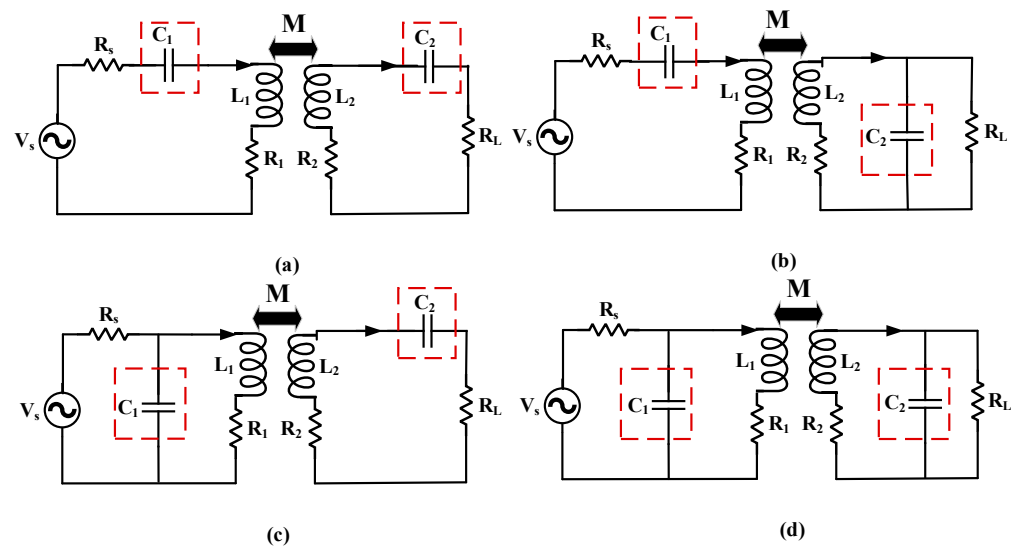 M
M
Rs C1 C2
Rs C1
L1 L2
L1 L2
Vs RL
Vs C2 RL
R1 R2
R1 R2
(a)
(b)
M C2
M
Rs
Rs
L1 L2
L1 L2
Vs C1 RL
Vs C1 C2 RL
R1 R2
R1 R2
(c)
(d)